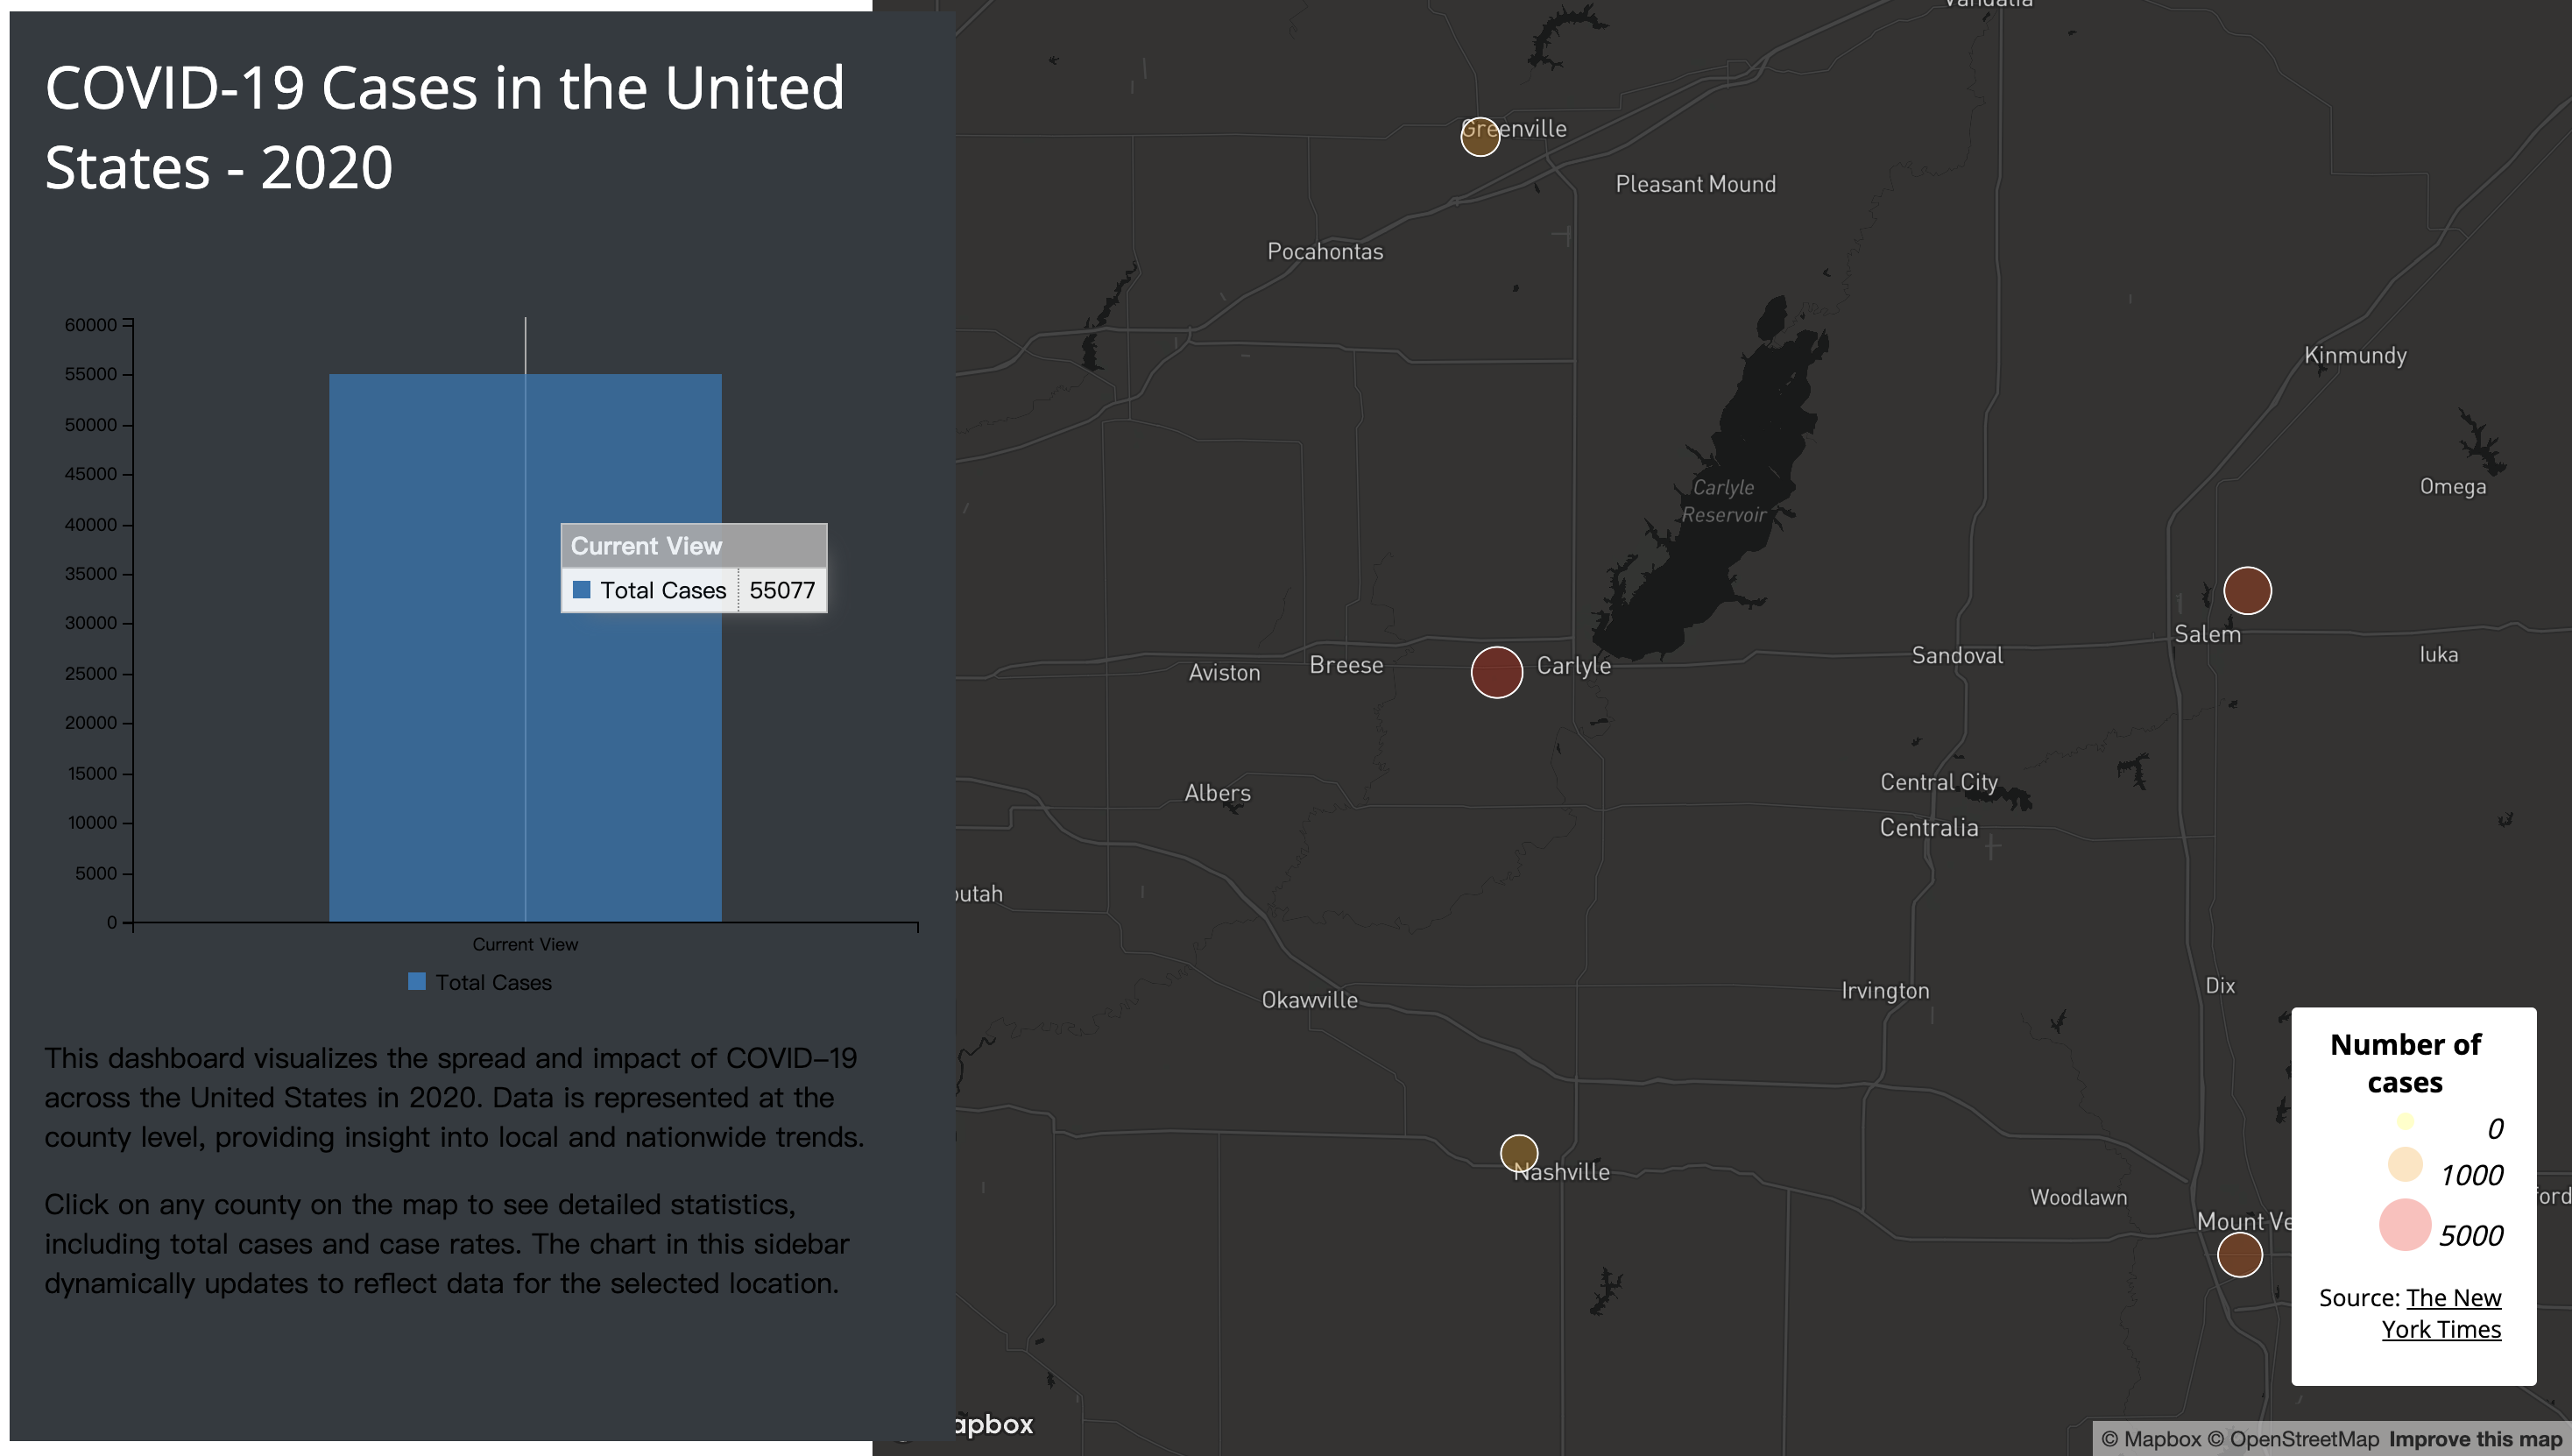 COVID-19 Cases in the United
States - 2020
60000
55000
50000
45000
40000
35000
30000
25000
20000
15000
10000
5000
0
Current View
Total Cases 55077
Current View
Total Cases
This dashboard visualizes the spread and impact of COVID–19
across the United States in 2020. Data is represented at the
county level, providing insight into local and nationwide trends.
Click on any county on the map to see detailed statistics,
including total cases and case rates. The chart in this sidebar
dynamically updates to reflect data for the selected location.
Vandalia
Greenville
Pleasant Mound
Pocahontas
Kinmundy
Omega
Carlyle
Reservoir
Salem
Iuka
Sandoval
Aviston
Breese
Carlyle
Central City
Albers
Centralia
outah
Dix
Irvington
Okawville
Nashville
Woodlawn
Mount Ve
ford
apbox
Number of
cases
0
1000
5000
Source: The New
York Times
© Mapbox © OpenStreetMap Improve this map